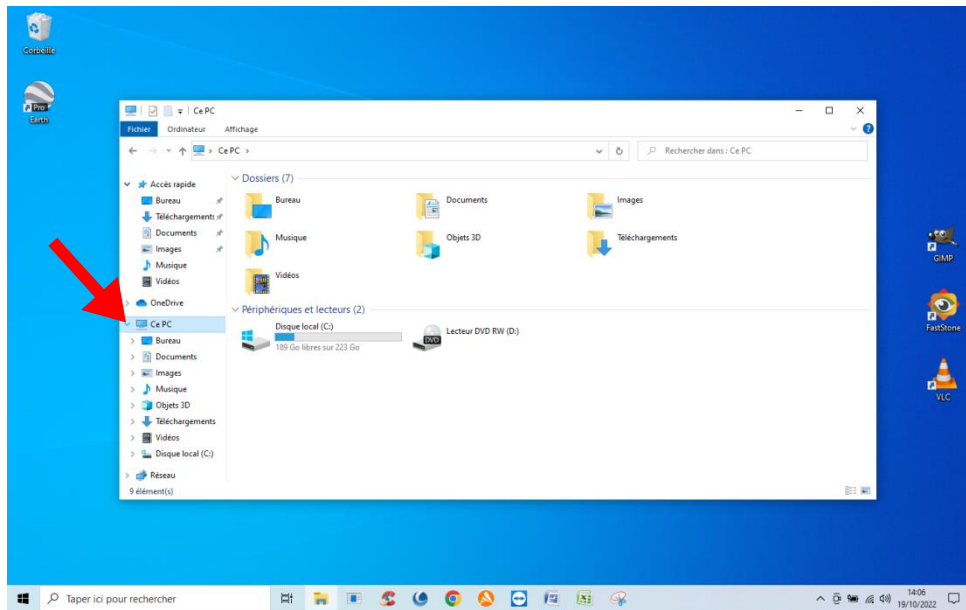 Corbeille
Pro
Earth
Ce PC
Fichier Ordinateur Affichage
Ce PC
Rechercher dans : Ce PC
Accès rapide
Bureau
Téléchargements
Documents
Images
Musique
Vidéos
OneDrive
Ce PC
Bureau
Documents
Images
Musique
Objets 3D
Téléchargements
Vidéos
Disque local (C:)
Réseau
9 élément(s)
Dossiers (7)
Bureau
Documents
Images
Musique
Objets 3D
Téléchargements
Vidéos
Périphériques et lecteurs (2)
Disque local (C:)
189 Go libres sur 223 Go
DVD
Lecteur DVD RW (D:)
GIMP
FastStone
VLC
Taper ici pour rechercher
14:06
19/10/2022